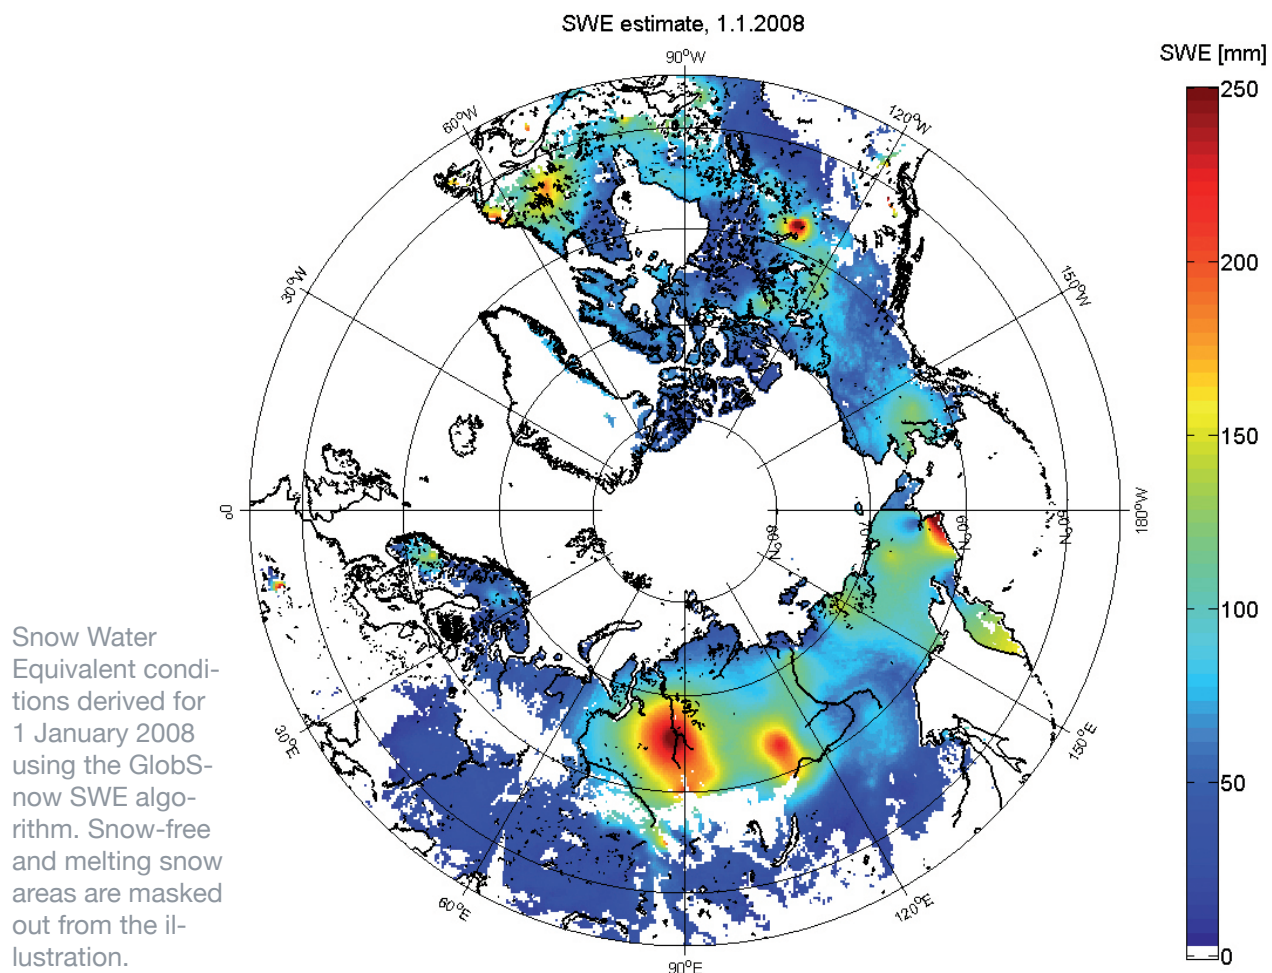 SWE estimate, 1.1.2008
SWE [mm]
90°W
60°W
120°W
30°W
150°W
0°
180°W
80°N
70°N
60°N
50°N
30°E
150°E
60°E
120°E
90°E
250
200
150
100
50
0
Snow Water
Equivalent condi-
tions derived for
1 January 2008
using the GlobS-
now SWE algo-
rithm. Snow-free
and melting snow
areas are masked
out from the il-
lustration.